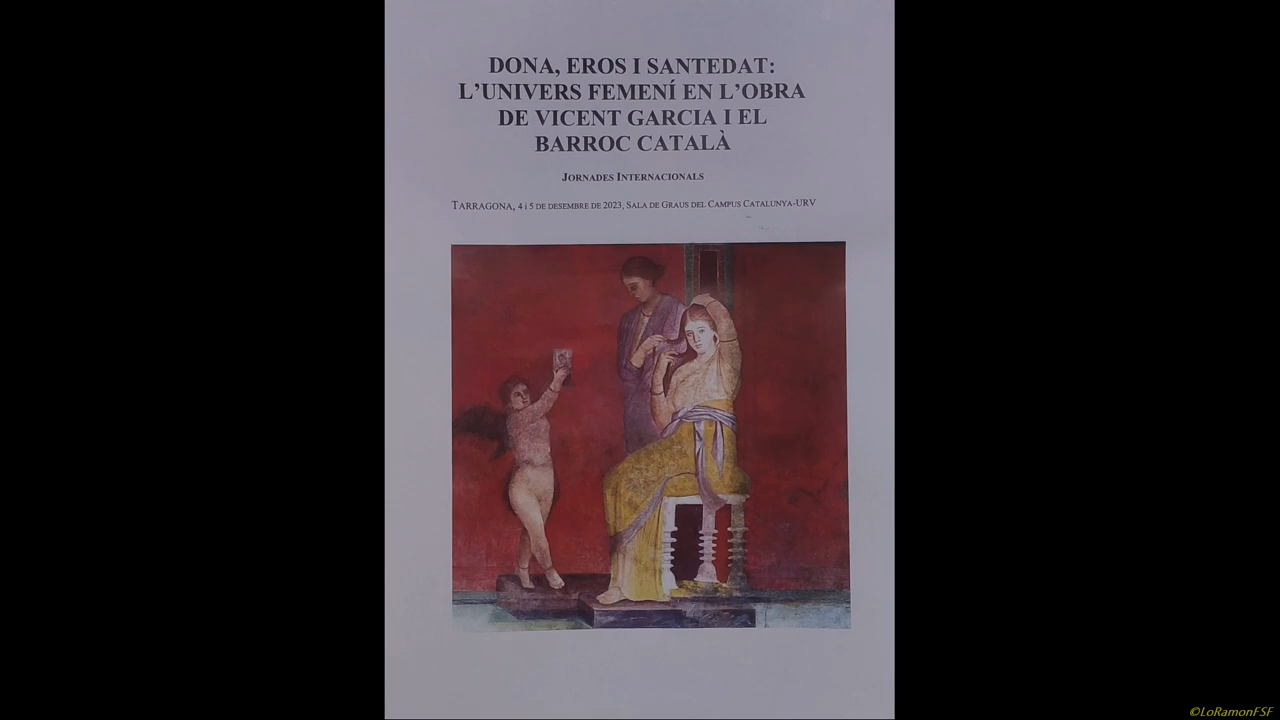 DONA, EROS I SANTEDAT:
L'UNIVERS FEMENÍ EN L'OBRA
DE VICENT GARCIA I EL
BARROC CATALÀ
JORNADES INTERNACIONALS
TARRAGONA, 4 I 5 DE DESEMBRE DE 2023, SALA DE GRAUS DEL CAMPUS CATALUNYA-URV
©LoRamonFSF